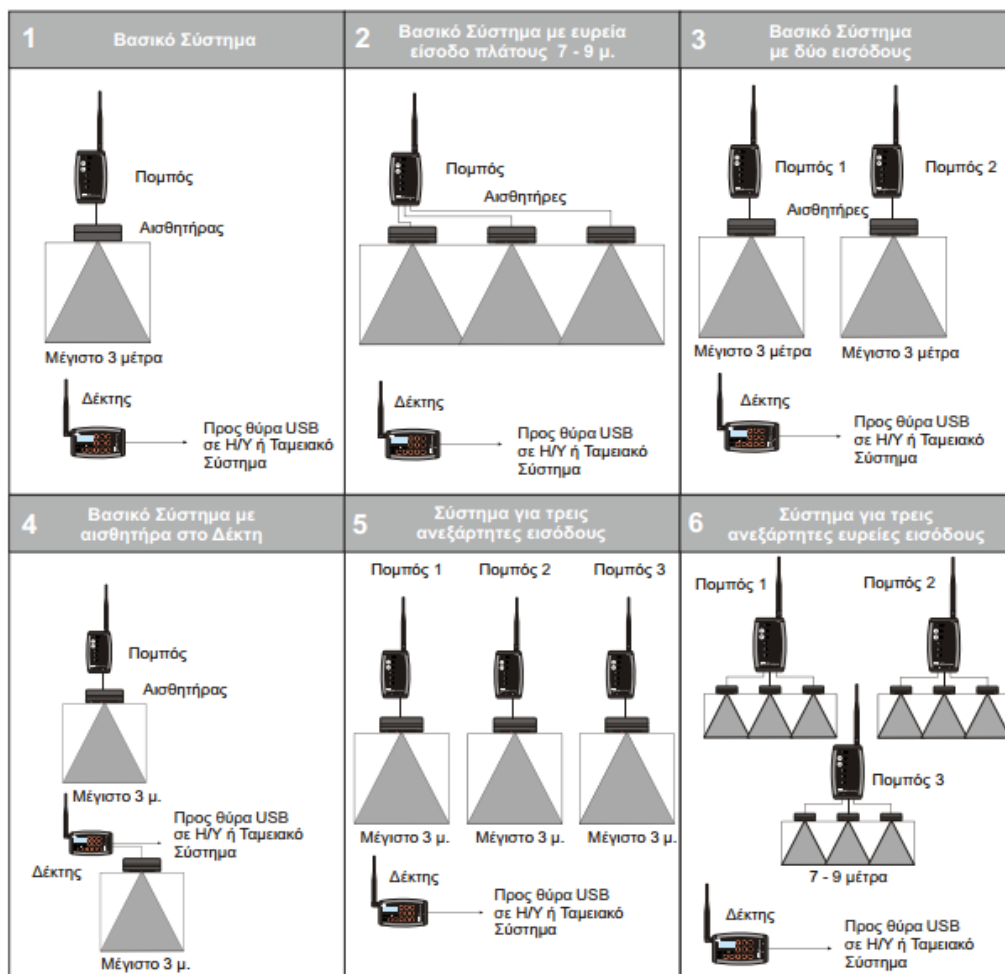 1
Βασικό Σύστημα
Πομπός
Αισθητήρας
Μέγιστο 3 μέτρα
Δέκτης
Προς θύρα USB
σε Η/Υ ή Ταμειακό
Σύστημα
2
Βασικό Σύστημα με ευρεία
είσοδο πλάτους 7 - 9 μ.
Πομπός
Αισθητήρες
Δέκτης
Προς θύρα USB
σε Η/Υ ή Ταμειακό
Σύστημα
3
Βασικό Σύστημα
με δύο εισόδους
Πομπός 1
Πομπός 2
Αισθητήρες
Μέγιστο 3 μέτρα
Μέγιστο 3 μέτρα
Δέκτης
Προς θύρα USB
σε Η/Υ ή Ταμειακό
Σύστημα
4
Βασικό Σύστημα με
αισθητήρα στο Δέκτη
Πομπός
Αισθητήρας
Μέγιστο 3 μ.
Προς θύρα USB
σε Η/Υ ή Ταμειακό
Σύστημα
Δέκτης
Μέγιστο 3 μ.
5
Σύστημα για τρεις
ανεξάρτητες εισόδους
Πομπός 1
Πομπός 2
Πομπός 3
Μέγιστο 3 μ.
Μέγιστο 3 μ.
Μέγιστο 3 μ.
Δέκτης
Προς θύρα USB
σε Η/Υ ή Ταμειακό
Σύστημα
6
Σύστημα για τρεις
ανεξάρτητες ευρείες εισόδους
Πομπός 1
Πομπός 2
Πομπός 3
7 - 9 μέτρα
Δέκτης
Προς θύρα USB
σε Η/Υ ή Ταμειακό
Σύστημα